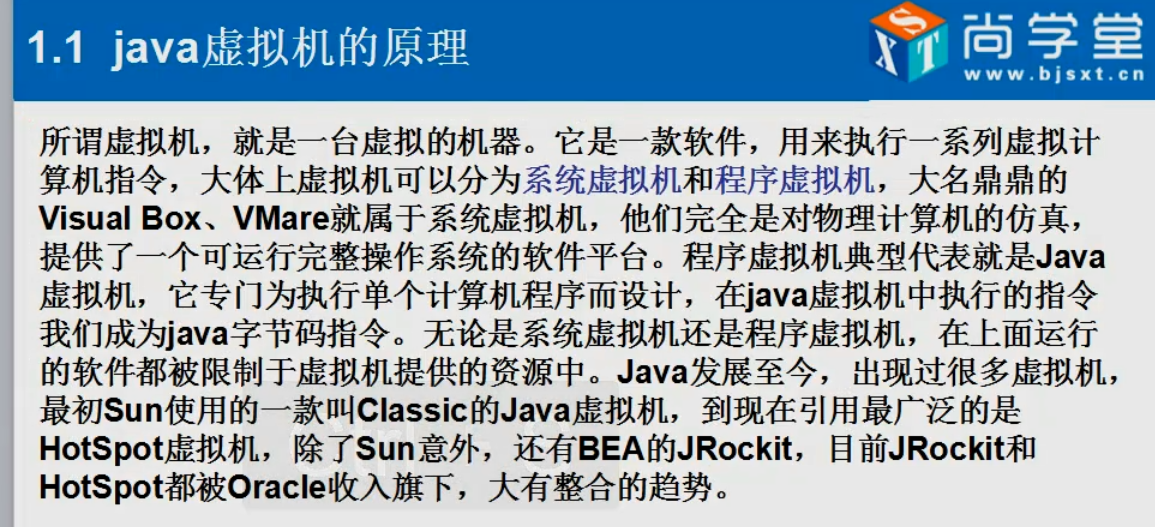 1.1 java虚拟机的原理
XST
尚学堂
www.bjsxt.cn
所谓虚拟机，就是一台虚拟的机器。它是一款软件，用来执行一系列虚拟计
算机指令，大体上虚拟机可以分为系统虚拟机和程序虚拟机，大名鼎鼎的
Visual Box、VMare就属于系统虚拟机，他们完全是对物理计算机的仿真，
提供了一个可运行完整操作系统的软件平台。程序虚拟机典型代表就是Java
虚拟机，它专门为执行单个计算机程序而设计，在java虚拟机中执行的指令
我们成为java字节码指令。无论是系统虚拟机还是程序虚拟机，在上面运行
的软件都被限制于虚拟机提供的资源中。Java发展至今，出现过很多虚拟机，
最初Sun使用的一款叫Classic的Java虚拟机，到现在引用最广泛的是
HotSpot虚拟机，除了Sun意外，还有BEA的JRockit，目前JRockit和
HotSpot都被Oracle收入旗下，大有整合的趋势。